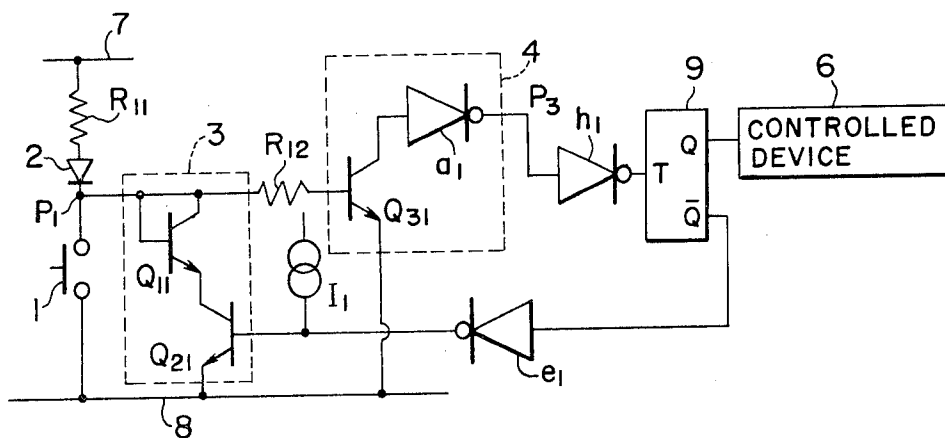 7
R11
2
P1
1
3
Q11
Q21
R12
I1
4
a1
Q31
P3
h1
9
T
Q
Q̅
6
CONTROLLED
DEVICE
e1
8